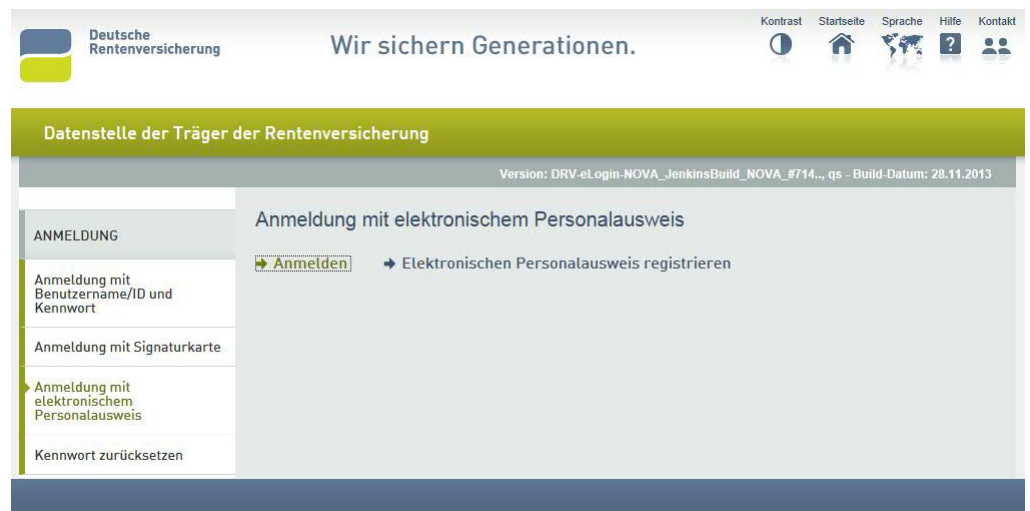 Deutsche
Rentenversicherung
Wir sichern Generationen.
Kontrast Startseite Sprache Hilfe Kontakt
?
Datenstelle der Träger der Rentenversicherung
Version: DRV-eLogin-NOVA_JenkinsBuild_NOVA_#714.., qs - Build-Datum: 28.11.2013
ANMELDUNG
Anmeldung mit
Benutzername/ID und
Kennwort
Anmeldung mit Signaturkarte
Anmeldung mit
elektronischem
Personalausweis
Kennwort zurücksetzen
Anmeldung mit elektronischem Personalausweis
Anmelden Elektronischen Personalausweis registrieren